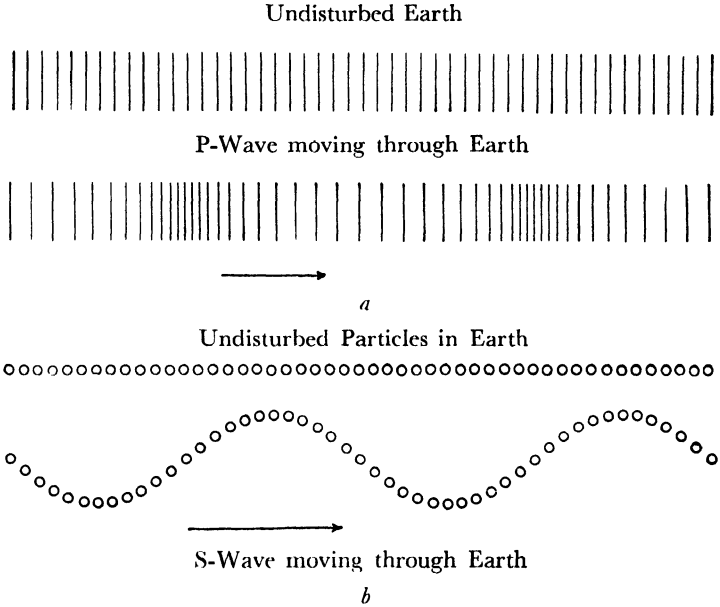 Undisturbed Earth
P-Wave moving through Earth
a
Undisturbed Particles in Earth
S-Wave moving through Earth
b